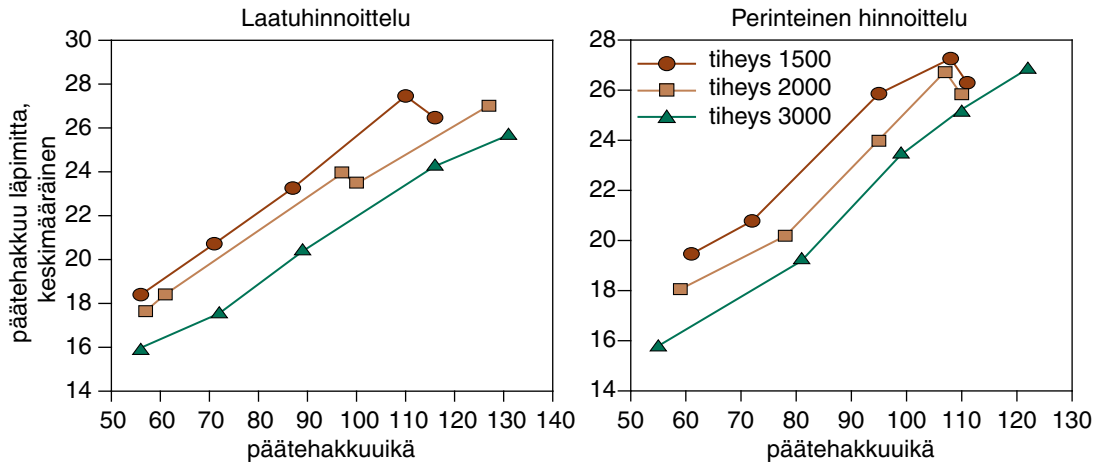 Laatuhinnoittelu
30
28
26
24
22
20
18
16
14
50 60 70 80 90 100 110 120 130 140
päätehakkuuikä
päätehakkuu läpimitta,
keskimääräinen
Perinteinen hinnoittelu
28
26
24
22
20
18
16
14
50 60 70 80 90 100 110 120 130
päätehakkuuikä
tiheys 1500
tiheys 2000
tiheys 3000